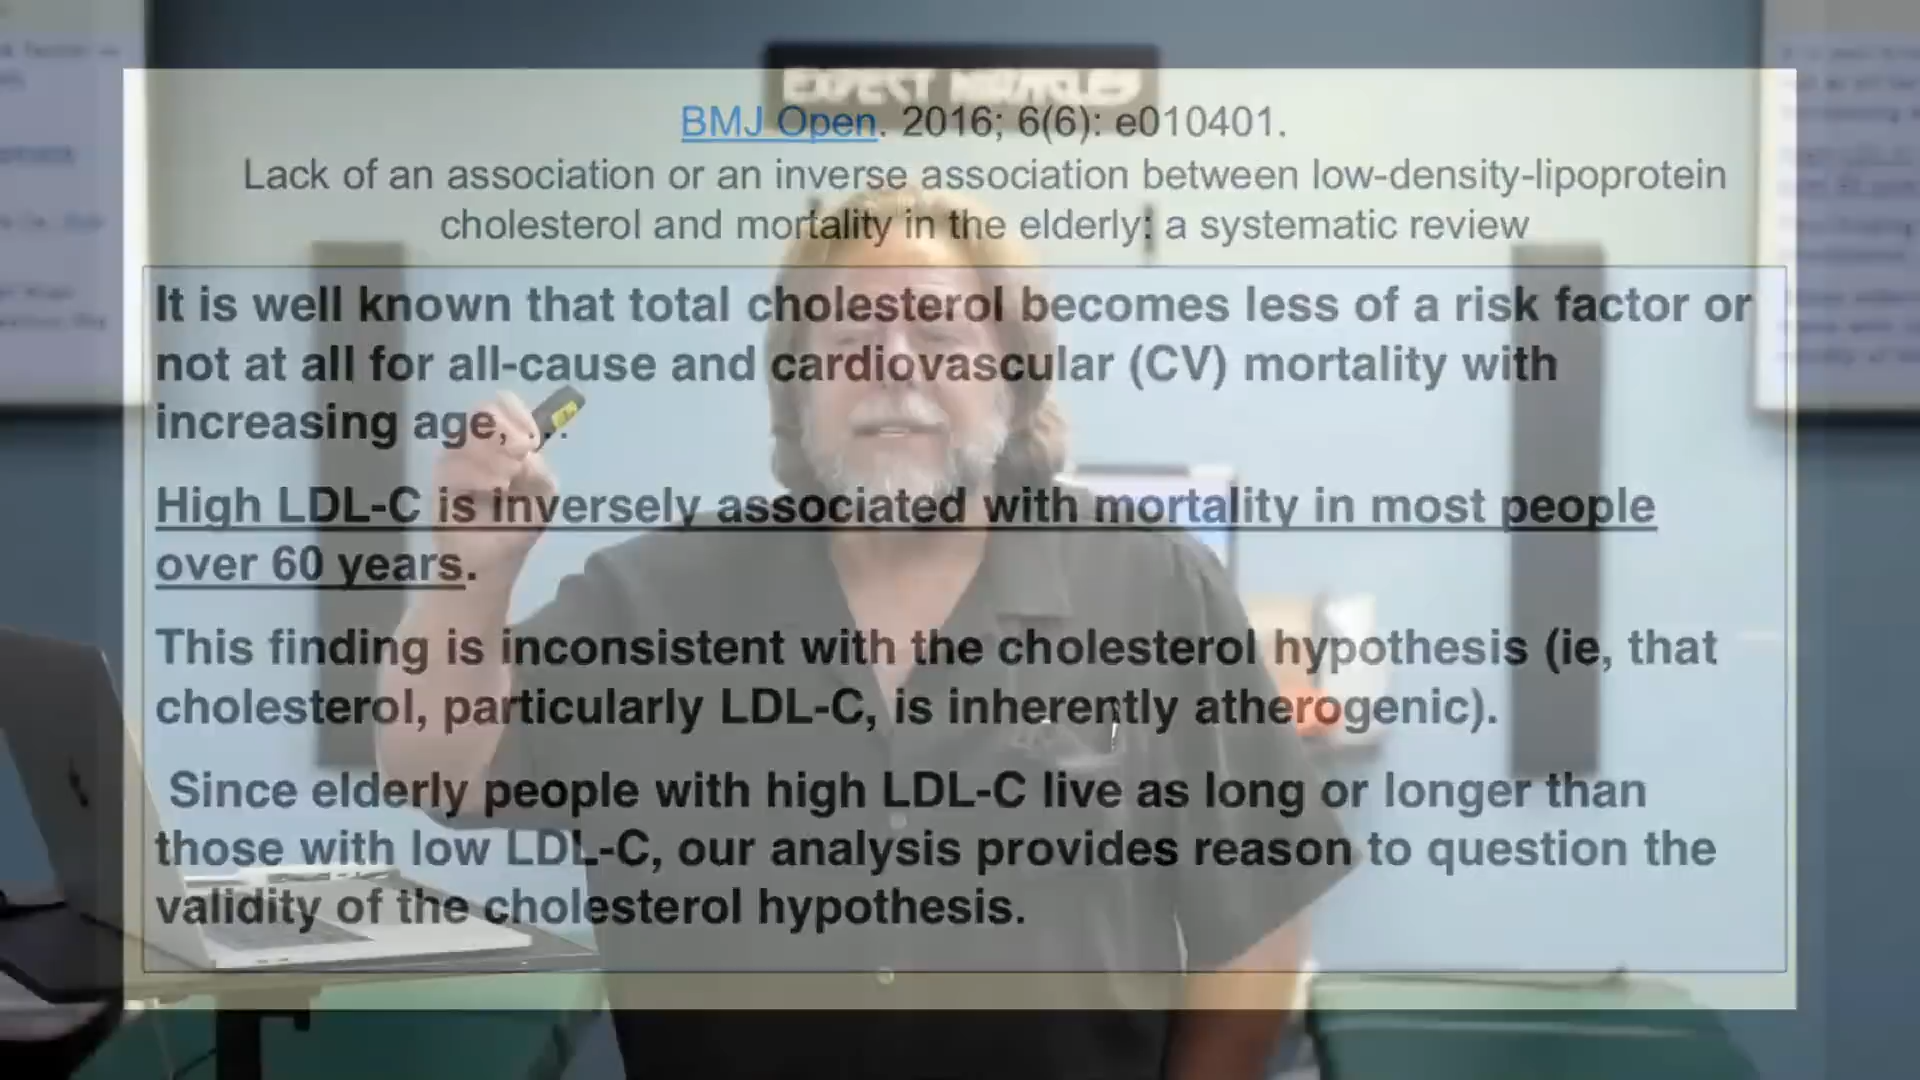 EXPECT MIRACLES
BMJ Open. 2016; 6(6): e010401.
Lack of an association or an inverse association between low-density-lipoprotein
cholesterol and mortality in the elderly: a systematic review
It is well known that total cholesterol becomes less of a risk factor or
not at all for all-cause and cardiovascular (CV) mortality with
increasing age, ...
High LDL-C is inversely associated with mortality in most people
over 60 years.
This finding is inconsistent with the cholesterol hypothesis (ie, that
cholesterol, particularly LDL-C, is inherently atherogenic).
Since elderly people with high LDL-C live as long or longer than
those with low LDL-C, our analysis provides reason to question the
validity of the cholesterol hypothesis.